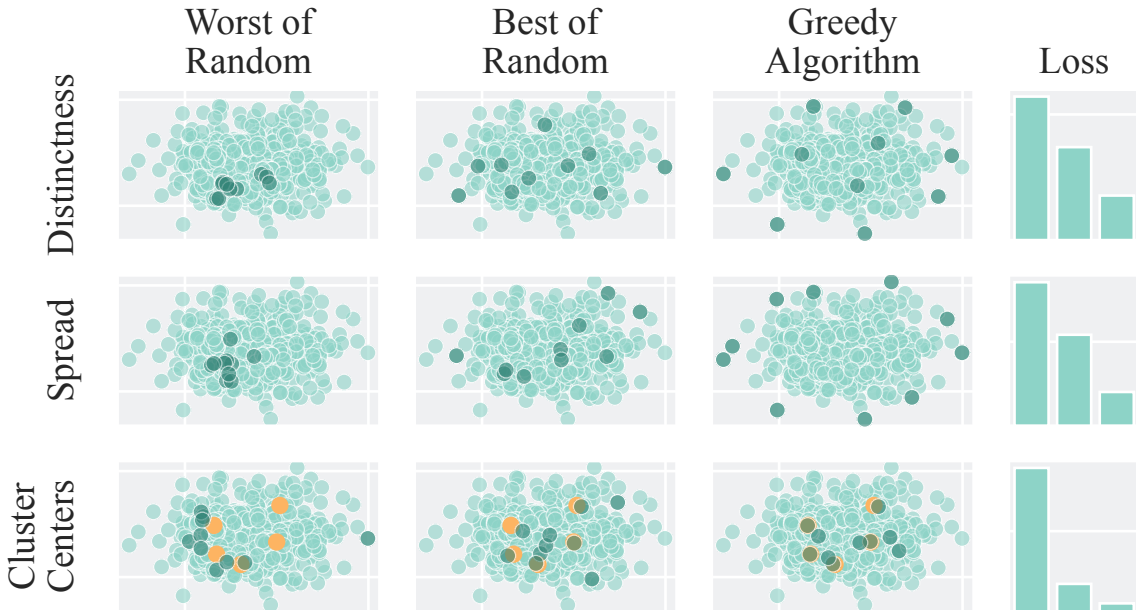 Worst of
Random
Best of
Random
Greedy
Algorithm
Loss
Distinctness
Spread
Cluster
Centers